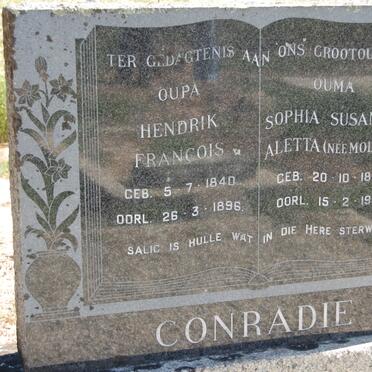 TER GEDAGTENIS AAN ONS GROOTOU
OUPA
HENDRIK
FRANCOIS
GEB. 5-7-1840
OORL. 26-3-1896.
OUMA
SOPHIA SUSAN
ALETTA (NÉE MOL
GEB. 20-10-18
OORL. 15-2-19
SALIG IS HULLE WAT IN DIE HERE STERW
CONRADIE